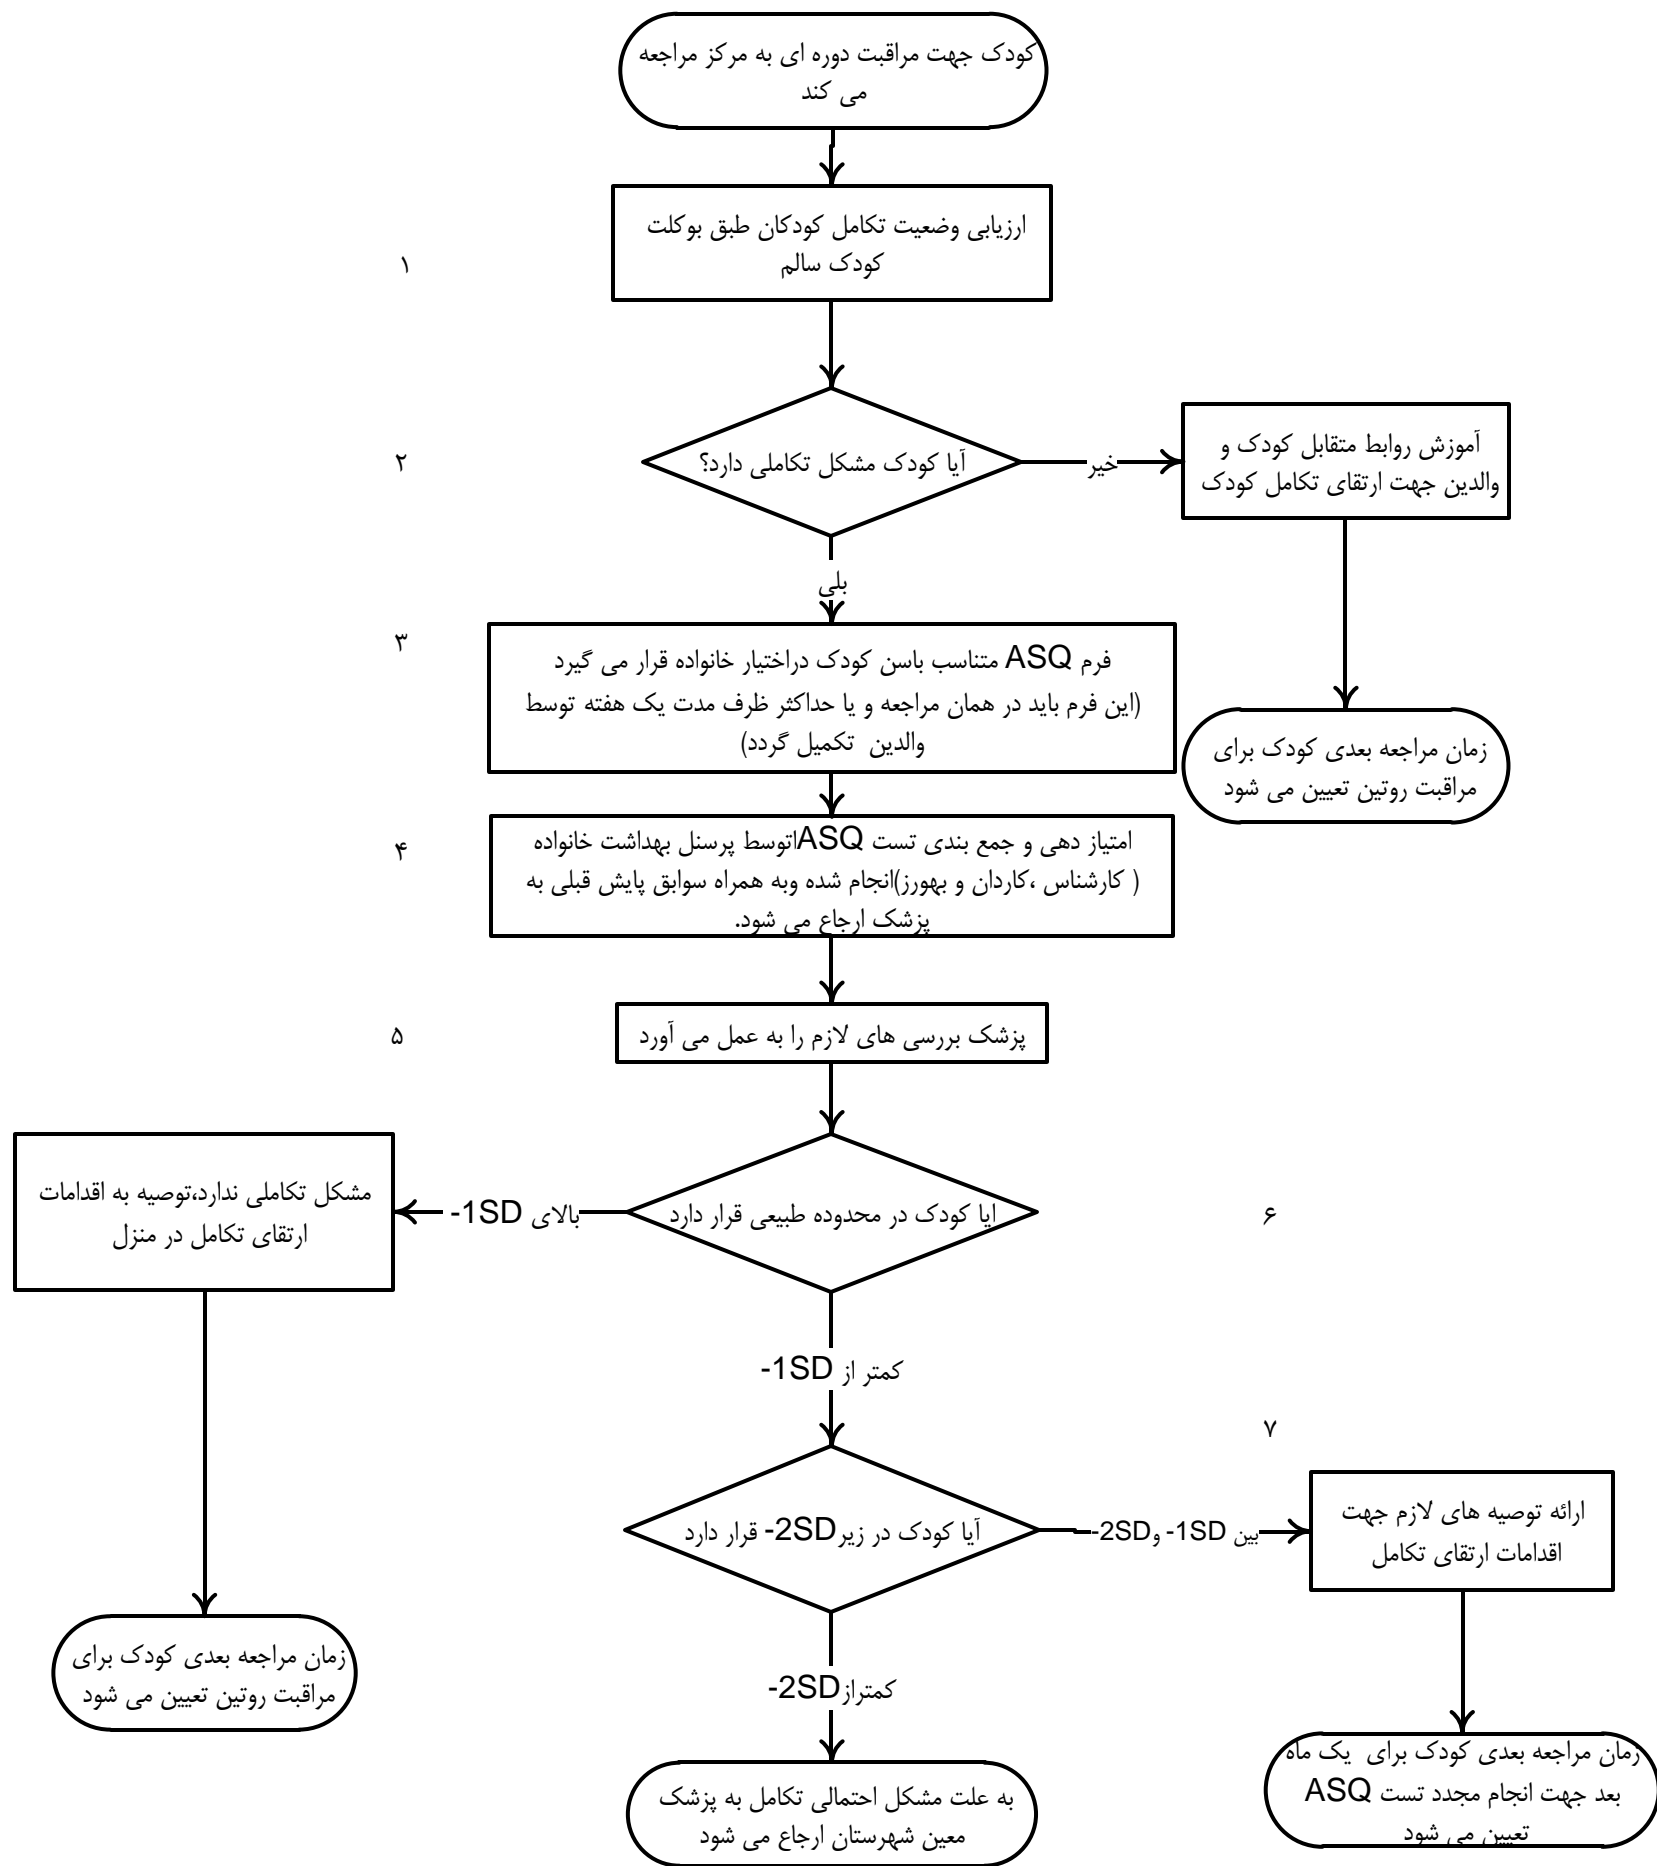 کودک جهت مراقبت دوره ای به مرکز مراجعه
می کند
ارزیابی وضعیت تکامل کودکان طبق بوکلت
کودک سالم
۱
آیا کودک مشکل تکاملی دارد؟
۲
خیر
آموزش روابط متقابل کودک و
والدین جهت ارتقای تکامل کودک
زمان مراجعه بعدی کودک برای
مراقبت روتین تعیین می شود
بلی
۳
فرم ASQ متناسب باسن کودک دراختیار خانواده قرار می گیرد
(این فرم باید در همان مراجعه و یا حداکثر ظرف مدت یک هفته توسط
والدین تکمیل گردد)
۴
امتیاز دهی و جمع بندی تست ASQاتوسط پرسنل بهداشت خانواده
( کارشناس ،کاردان و بهورز)انجام شده وبه همراه سوابق پایش قبلی به
پزشک ارجاع می شود.
۵
پزشک بررسی های لازم را به عمل می آورد
ایا کودک در محدوده طبیعی قرار دارد
۶
بالای -1SD
مشکل تکاملی ندارد،توصیه به اقدامات
ارتقای تکامل در منزل
زمان مراجعه بعدی کودک برای
مراقبت روتین تعیین می شود
کمتر از -1SD
۷
آیا کودک در زیر-2SD قرار دارد
بین -1SD و-2SD
ارائه توصیه های لازم جهت
اقدامات ارتقای تکامل
زمان مراجعه بعدی کودک برای یک ماه
بعد جهت انجام مجدد تست ASQ
تعیین می شود
کمتراز-2SD
به علت مشکل احتمالی تکامل به پزشک
معین شهرستان ارجاع می شود